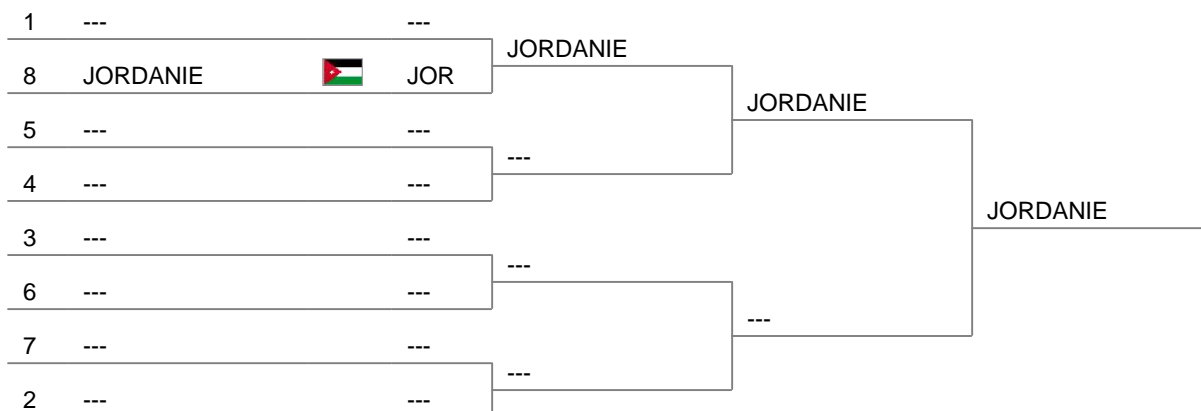 1 --- ---
JORDANIE
8 JORDANIE JOR
JORDANIE
5 --- ---
---
4 --- ---
JORDANIE
3 --- ---
---
6 --- ---
---
7 --- ---
---
2 --- ---